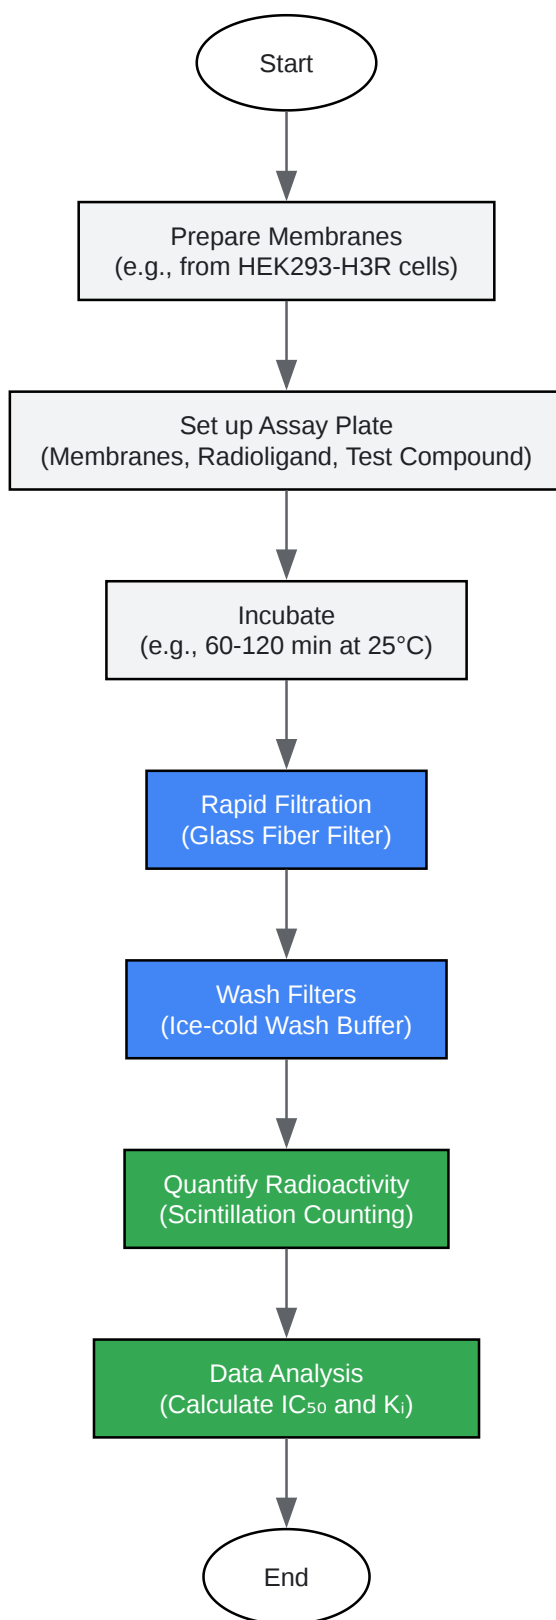 Start
Prepare Membranes
(e.g., from HEK293-H3R cells)
Set up Assay Plate
(Membranes, Radioligand, Test Compound)
Incubate
(e.g., 60-120 min at 25°C)
Rapid Filtration
(Glass Fiber Filter)
Wash Filters
(Ice-cold Wash Buffer)
Quantify Radioactivity
(Scintillation Counting)
Data Analysis
(Calculate IC₅₀ and Kᵢ)
End